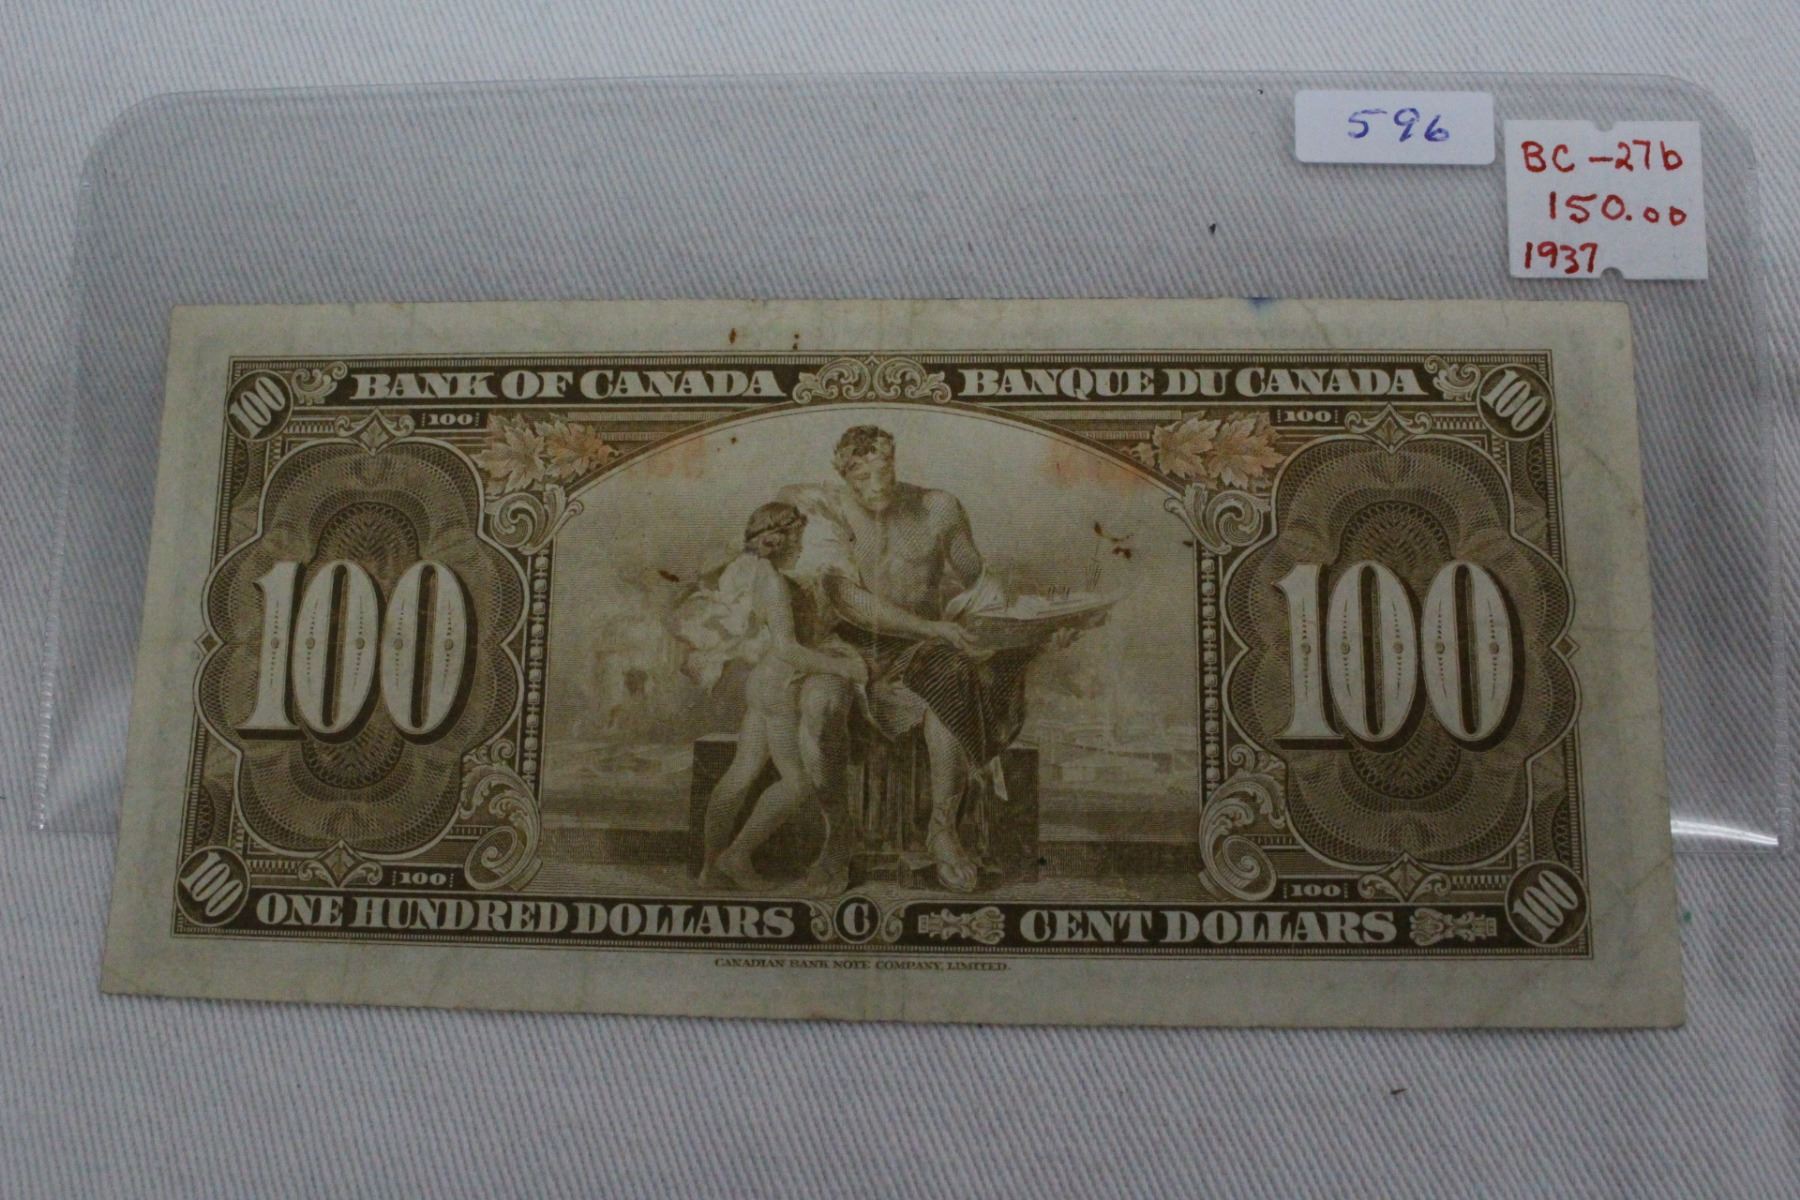 596
BC-27b
150.00
1937
100 BANK OF CANADA BANQUE DU CANADA 100
100 100
100 100
100 100
100 ONE HUNDRED DOLLARS C CENT DOLLARS 100
CANADIAN BANK NOTE COMPANY, LIMITED.